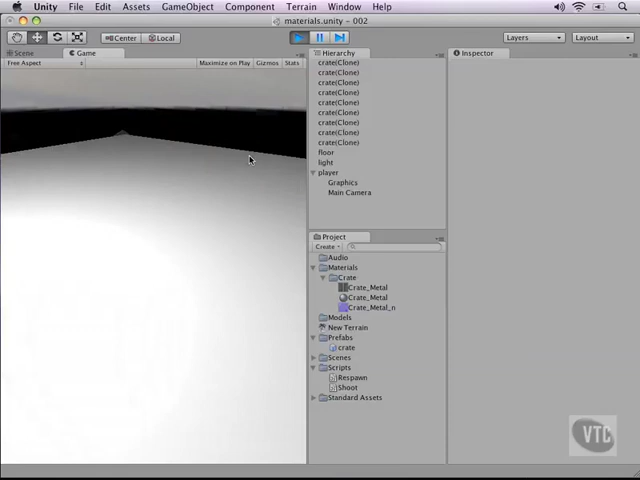 Unity File Edit Assets GameObject Component Terrain Window Help
materials.unity - 002
Center Local Layers Layout
Scene Game Hierarchy Inspector
Free Aspect Maximize on Play Gizmos Stats
crate(Clone)
crate(Clone)
crate(Clone)
crate(Clone)
crate(Clone)
crate(Clone)
crate(Clone)
crate(Clone)
crate(Clone)
floor
light
player
Graphics
Main Camera
Project
Create
Audio
Materials
Crate
Crate_Metal
Crate_Metal
Crate_Metal_n
Models
New Terrain
Prefabs
crate
Scenes
Scripts
Respawn
Shoot
Standard Assets
VTC